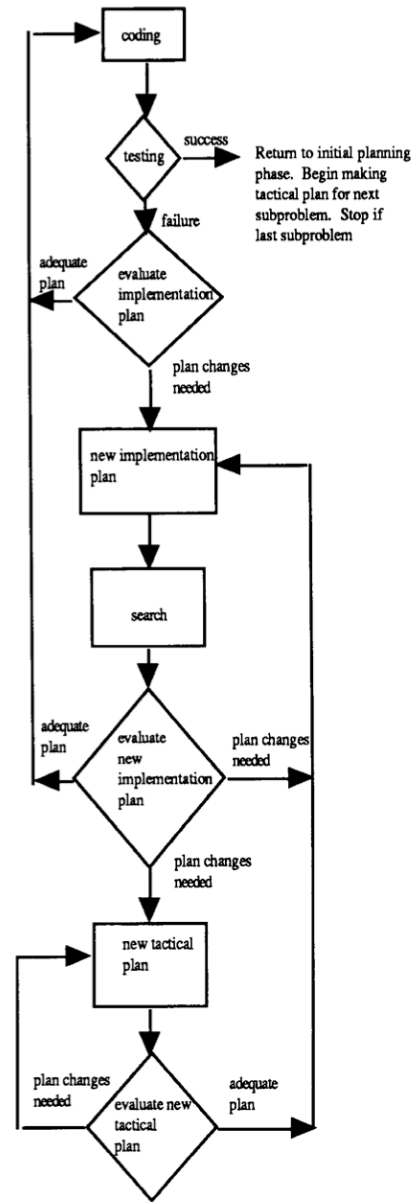 coding
success
testing
Return to initial planning
phase. Begin making
tactical plan for next
subproblem. Stop if
last subproblem
failure
adequate
plan
evaluate
implementation
plan
plan changes
needed
new implementation
plan
search
adequate
plan
evaluate
new
implementation
plan
plan changes
needed
plan changes
needed
new tactical
plan
plan changes
needed
evaluate new
tactical
plan
adequate
plan